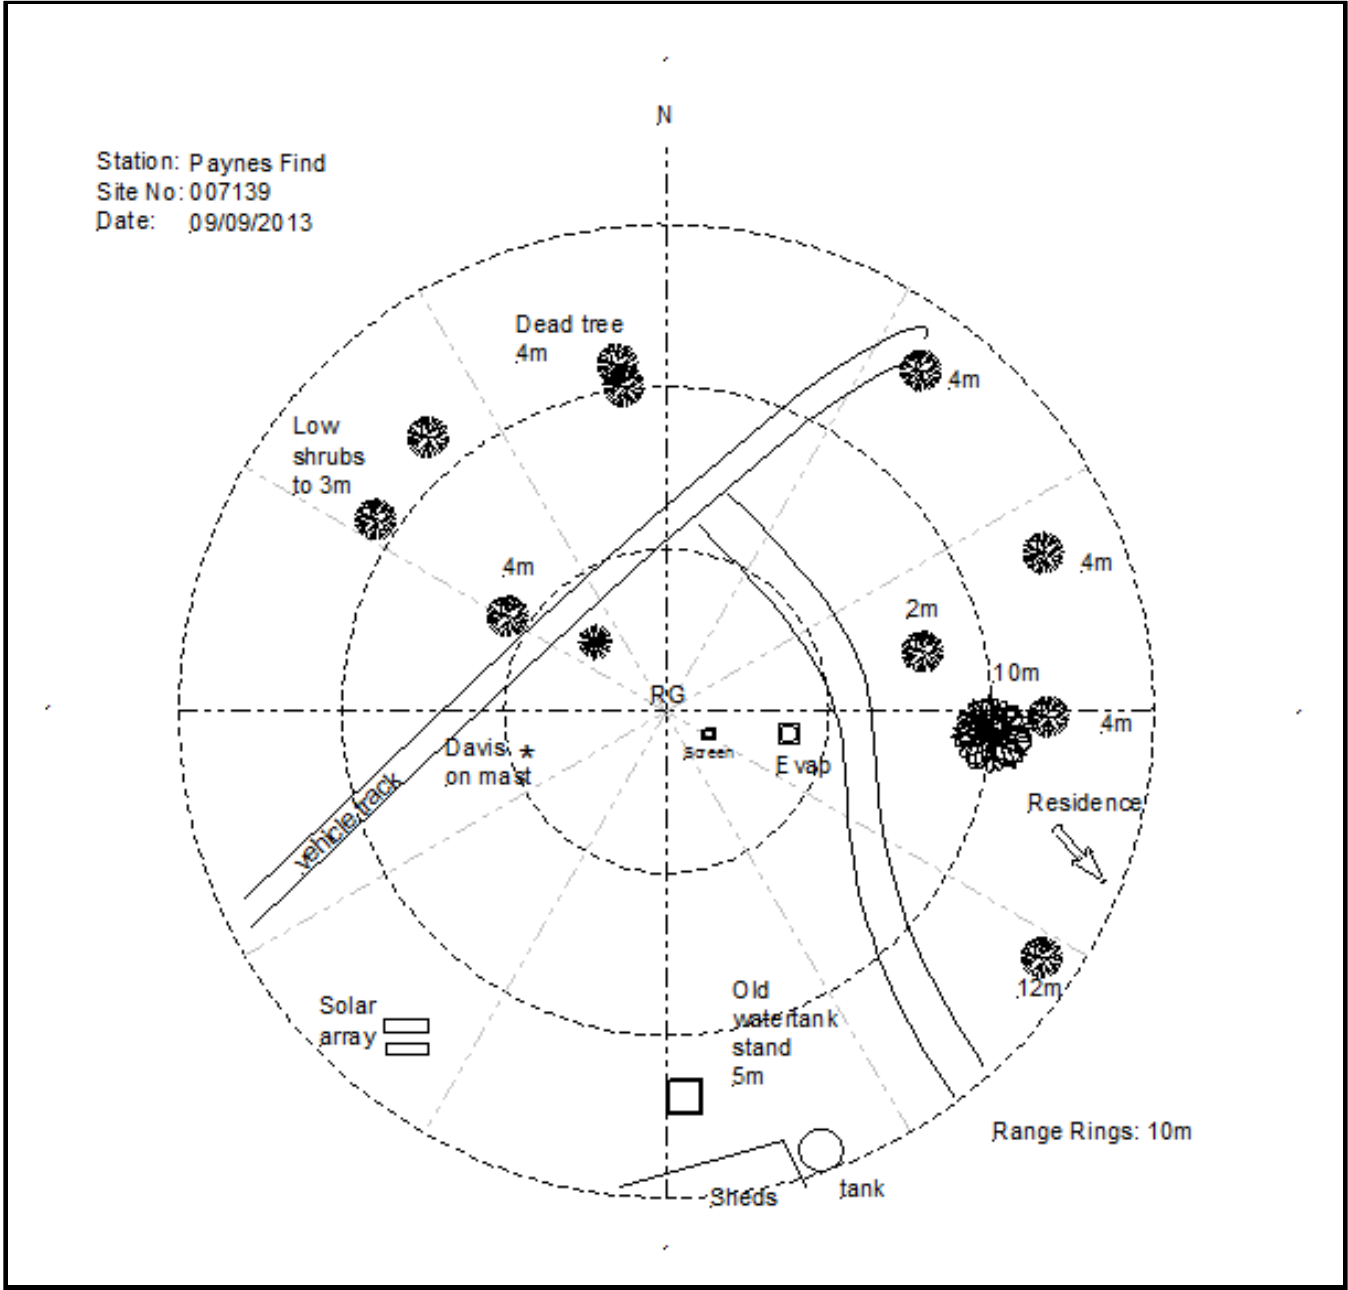 N
Station: Paynes Find
Site No: 007139
Date: 09/09/2013
Dead tree
4m
4m
Low
shrubs
to 3m
4m
4m
2m
10m
RG
4m
Davis *
on mast
Screen
Evap
vehicle track
Residence
12m
Solar
array
Old
watertank
stand
5m
Range Rings: 10m
Sheds
tank